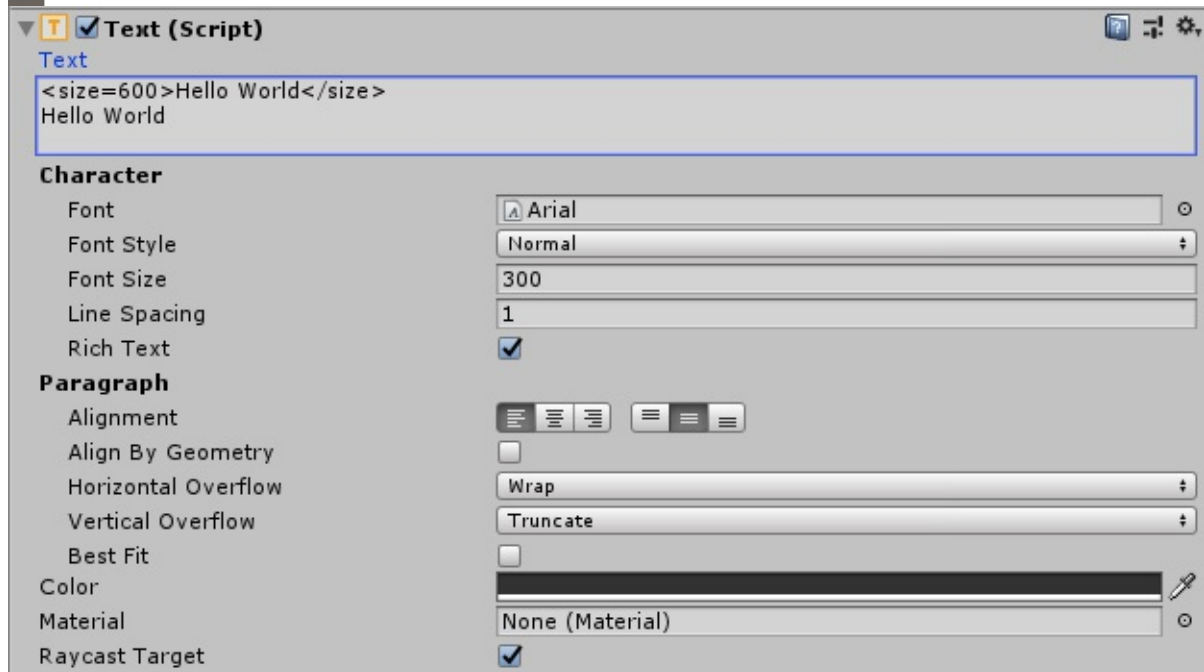 Text (Script)
Text
<size=600>Hello World</size>
Hello World
Character
Font Arial
Font Style Normal
Font Size 300
Line Spacing 1
Rich Text
Paragraph
Alignment
Align By Geometry
Horizontal Overflow Wrap
Vertical Overflow Truncate
Best Fit
Color
Material None (Material)
Raycast Target